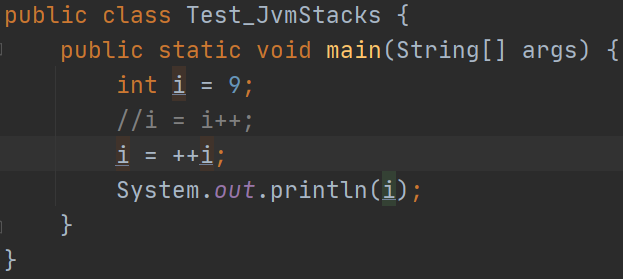 public class Test_JvmStacks {
    public static void main(String[] args) {
        int i = 9;
        //i = i++;
        i = ++i;
        System.out.println(i);
    }
}